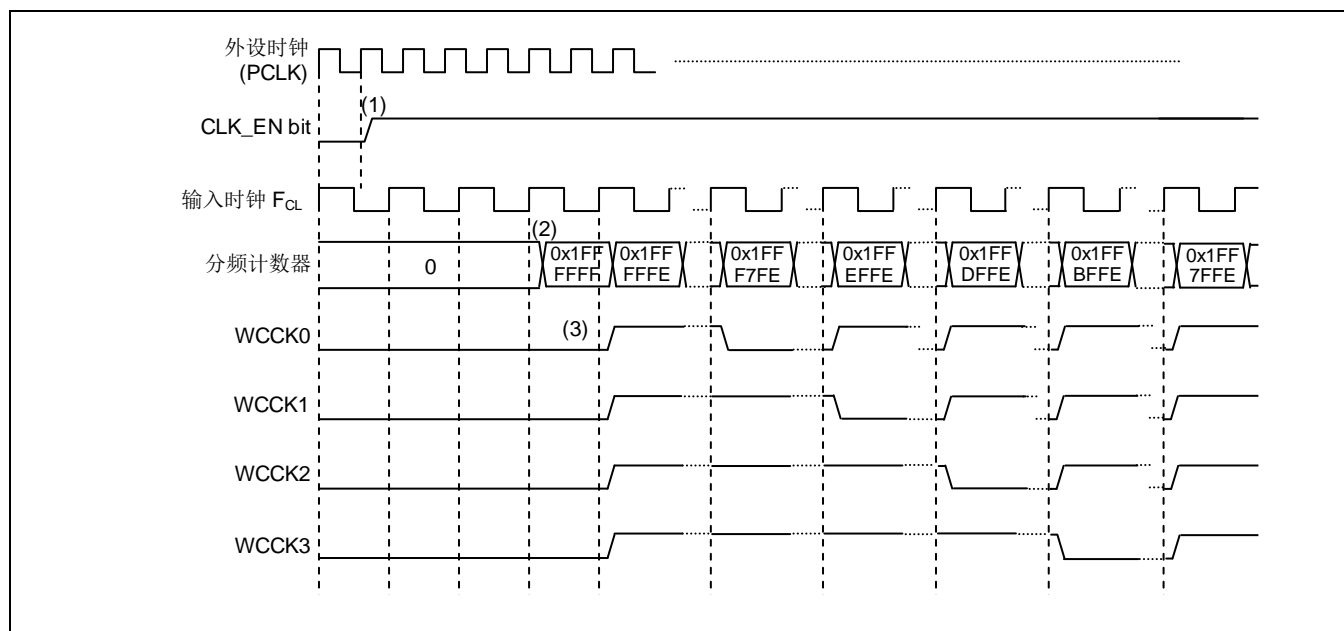 外设时钟
(PCLK)
(1)
CLK_EN bit
输入时钟 FCL
(2)
分频计数器
0
0x1FF
FFFF
0x1FF
FFFE
0x1FF
F7FE
0x1FF
EFFE
0x1FF
DFFE
0x1FF
BFFE
0x1FF
7FFE
WCCK0
(3)
WCCK1
WCCK2
WCCK3